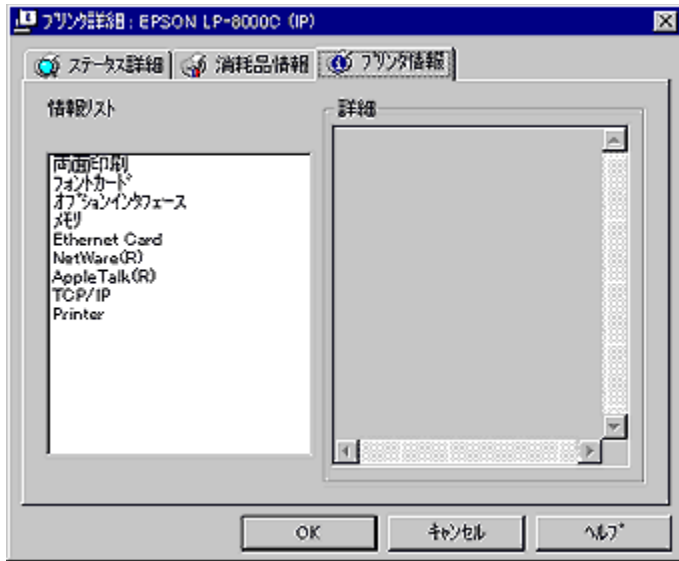 プリンタ詳細 : EPSON LP-8000C (IP)
ステータス詳細 消耗品情報 プリンタ情報
情報リスト
詳細
両面印刷
フォントカード
オプションインタフェース
メモリ
Ethernet Card
NetWare(R)
AppleTalk(R)
TCP/IP
Printer
OK キャンセル ヘルプ